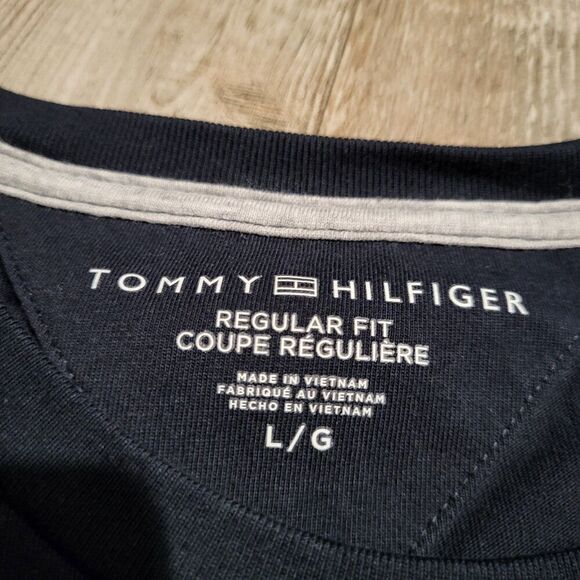 TOMMY HILFIGER
REGULAR FIT
COUPE RÉGULIÈRE
MADE IN VIETNAM
FABRIQUÉ AU VIETNAM
HECHO EN VIETNAM
L/G